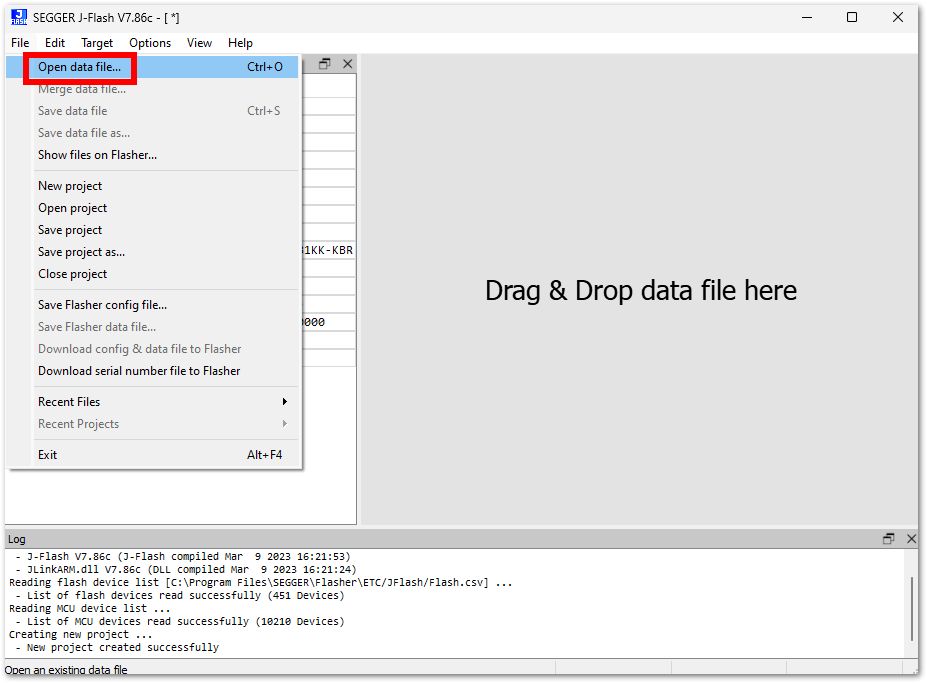 SEGGER J-Flash V7.86c - [ *]
File Edit Target Options View Help
Open data file... Ctrl+O
Merge data file...
Save data file Ctrl+S
Save data file as...
Show files on Flasher...
New project
Open project
Save project
Save project as...
Close project
Save Flasher config file...
Save Flasher data file...
Download config & data file to Flasher
Download serial number file to Flasher
Recent Files
Recent Projects
Exit Alt+F4
1KK-KBR
000
Drag & Drop data file here
Log
- J-Flash V7.86c (J-Flash compiled Mar  9 2023 16:21:53)
- JLinkARM.dll V7.86c (DLL compiled Mar  9 2023 16:21:24)
Reading flash device list [C:\Program Files\SEGGER\Flasher\ETC/JFlash/Flash.csv] ...
- List of flash devices read successfully (451 Devices)
Reading MCU device list ...
- List of MCU devices read successfully (10210 Devices)
Creating new project ...
- New project created successfully
Open an existing data file